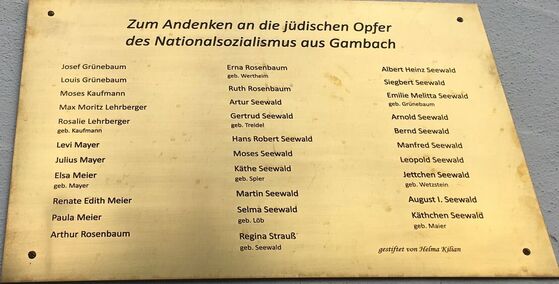 Zum Andenken an die jüdischen Opfer
des Nationalsozialismus aus Gambach
Josef Grünebaum
Louis Grünebaum
Moses Kaufmann
Max Moritz Lehrberger
Rosalie Lehrberger
geb. Kaufmann
Levi Mayer
Julius Mayer
Elsa Meier
geb. Mayer
Renate Edith Meier
Paula Meier
Arthur Rosenbaum
Erna Rosenbaum
geb. Wertheim
Ruth Rosenbaum
Artur Seewald
Gertrud Seewald
geb. Treidel
Hans Robert Seewald
Moses Seewald
Käthe Seewald
geb. Spier
Martin Seewald
Selma Seewald
geb. Löb
Regina Strauß
geb. Seewald
Albert Heinz Seewald
Siegbert Seewald
Emilie Melitta Seewald
geb. Grünebaum
Arnold Seewald
Bernd Seewald
Manfred Seewald
Leopold Seewald
Jettchen Seewald
geb. Wetzstein
August I. Seewald
Käthchen Seewald
geb. Maier
gestiftet von Helma Kilian